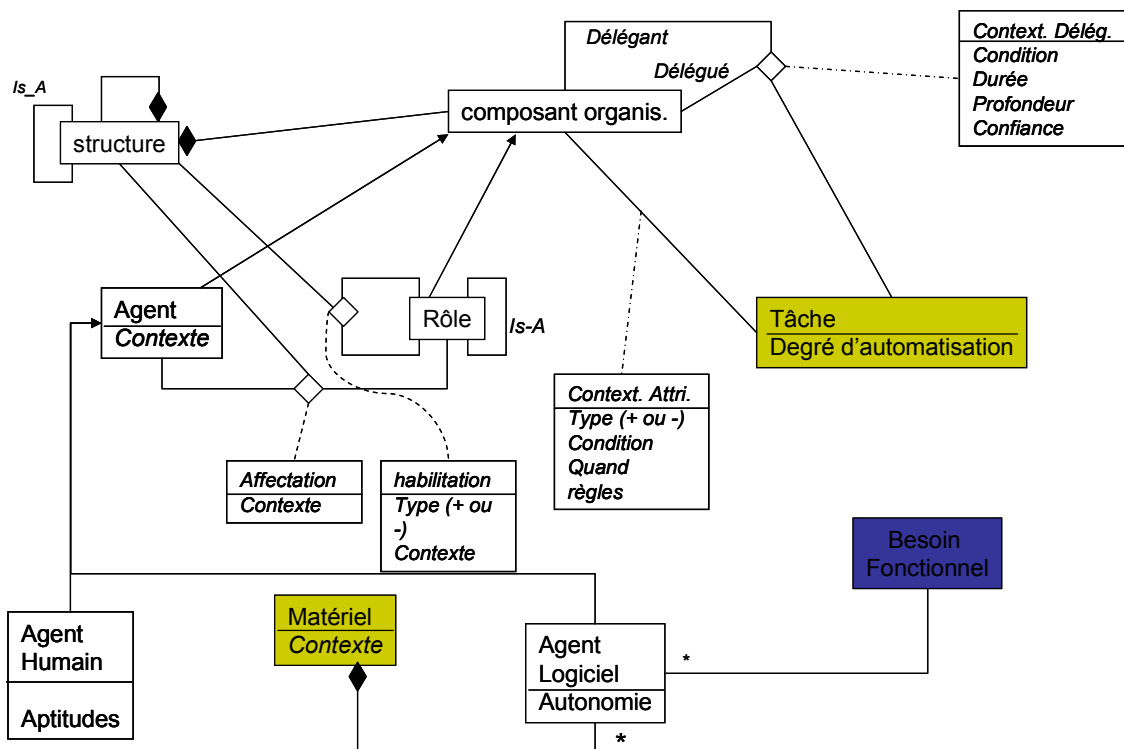 Délégant
Délégué
Context. Délég.
Condition
Durée
Profondeur
Confiance
Is_A
structure
composant organis.
Agent
Contexte
Rôle
Is-A
Tâche
Degré d'automatisation
Context. Attri.
Type (+ ou -)
Condition
Quand
règles
Affectation
Contexte
habilitation
Type (+ ou
-)
Contexte
Besoin
Fonctionnel
Agent
Humain
Aptitudes
Matériel
Contexte
Agent
Logiciel
Autonomie
*
*